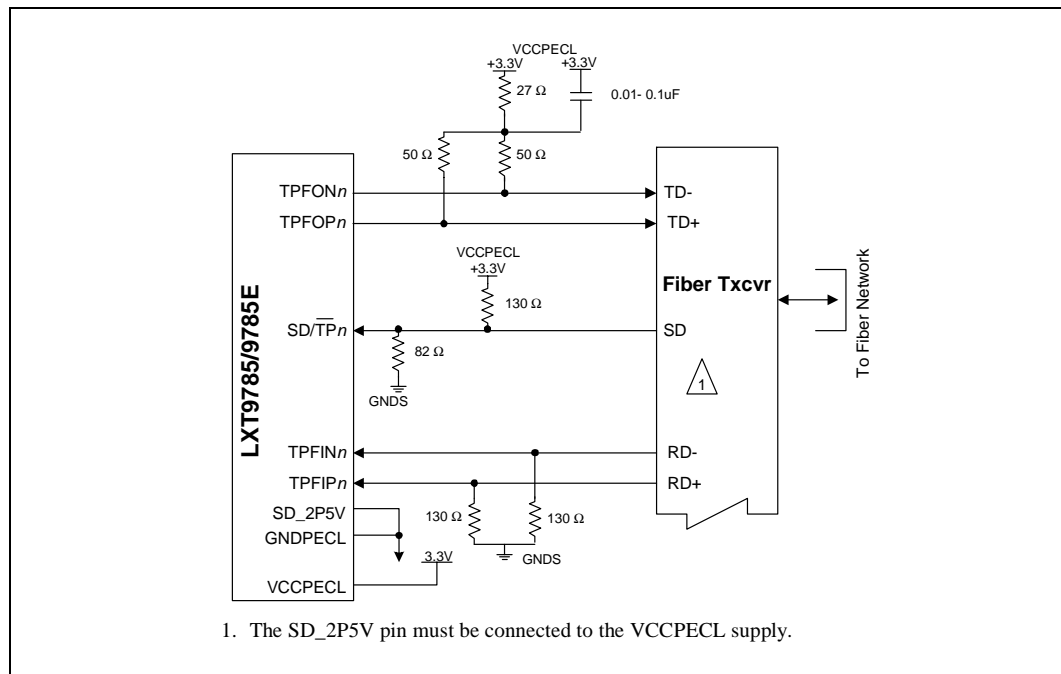 VCCPECL
+3.3V +3.3V
27 Ω
0.01- 0.1uF
50 Ω 50 Ω
TPFONn TD-
TPFOPn TD+
VCCPECL
+3.3V
Fiber Txcvr
130 Ω
SD/TPn SD
82 Ω
1
GNDS
LXT9785/9785E
To Fiber Network
TPFINn RD-
TPFIPn RD+
SD_2P5V
130 Ω 130 Ω
GNDPECL
GNDS
3.3V
VCCPECL
1. The SD_2P5V pin must be connected to the VCCPECL supply.